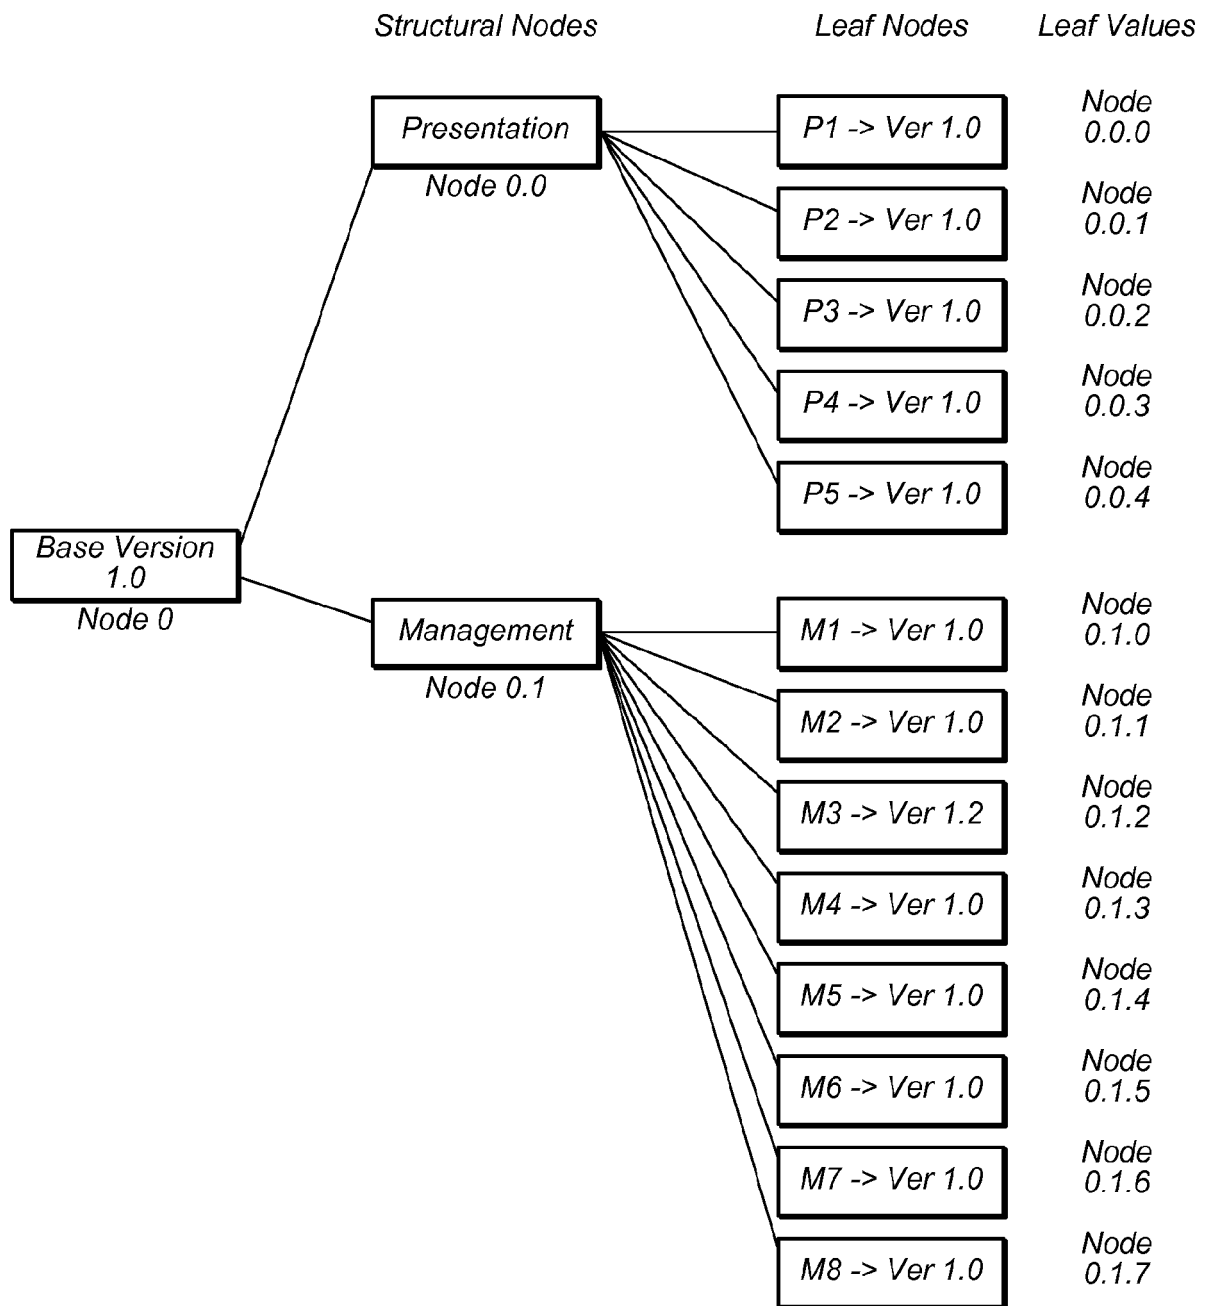 Structural Nodes
Leaf Nodes
Leaf Values
Presentation
Node 0.0
P1 -> Ver 1.0
Node
0.0.0
P2 -> Ver 1.0
Node
0.0.1
P3 -> Ver 1.0
Node
0.0.2
P4 -> Ver 1.0
Node
0.0.3
P5 -> Ver 1.0
Node
0.0.4
Base Version
1.0
Node 0
Management
Node 0.1
M1 -> Ver 1.0
Node
0.1.0
M2 -> Ver 1.0
Node
0.1.1
M3 -> Ver 1.2
Node
0.1.2
M4 -> Ver 1.0
Node
0.1.3
M5 -> Ver 1.0
Node
0.1.4
M6 -> Ver 1.0
Node
0.1.5
M7 -> Ver 1.0
Node
0.1.6
M8 -> Ver 1.0
Node
0.1.7